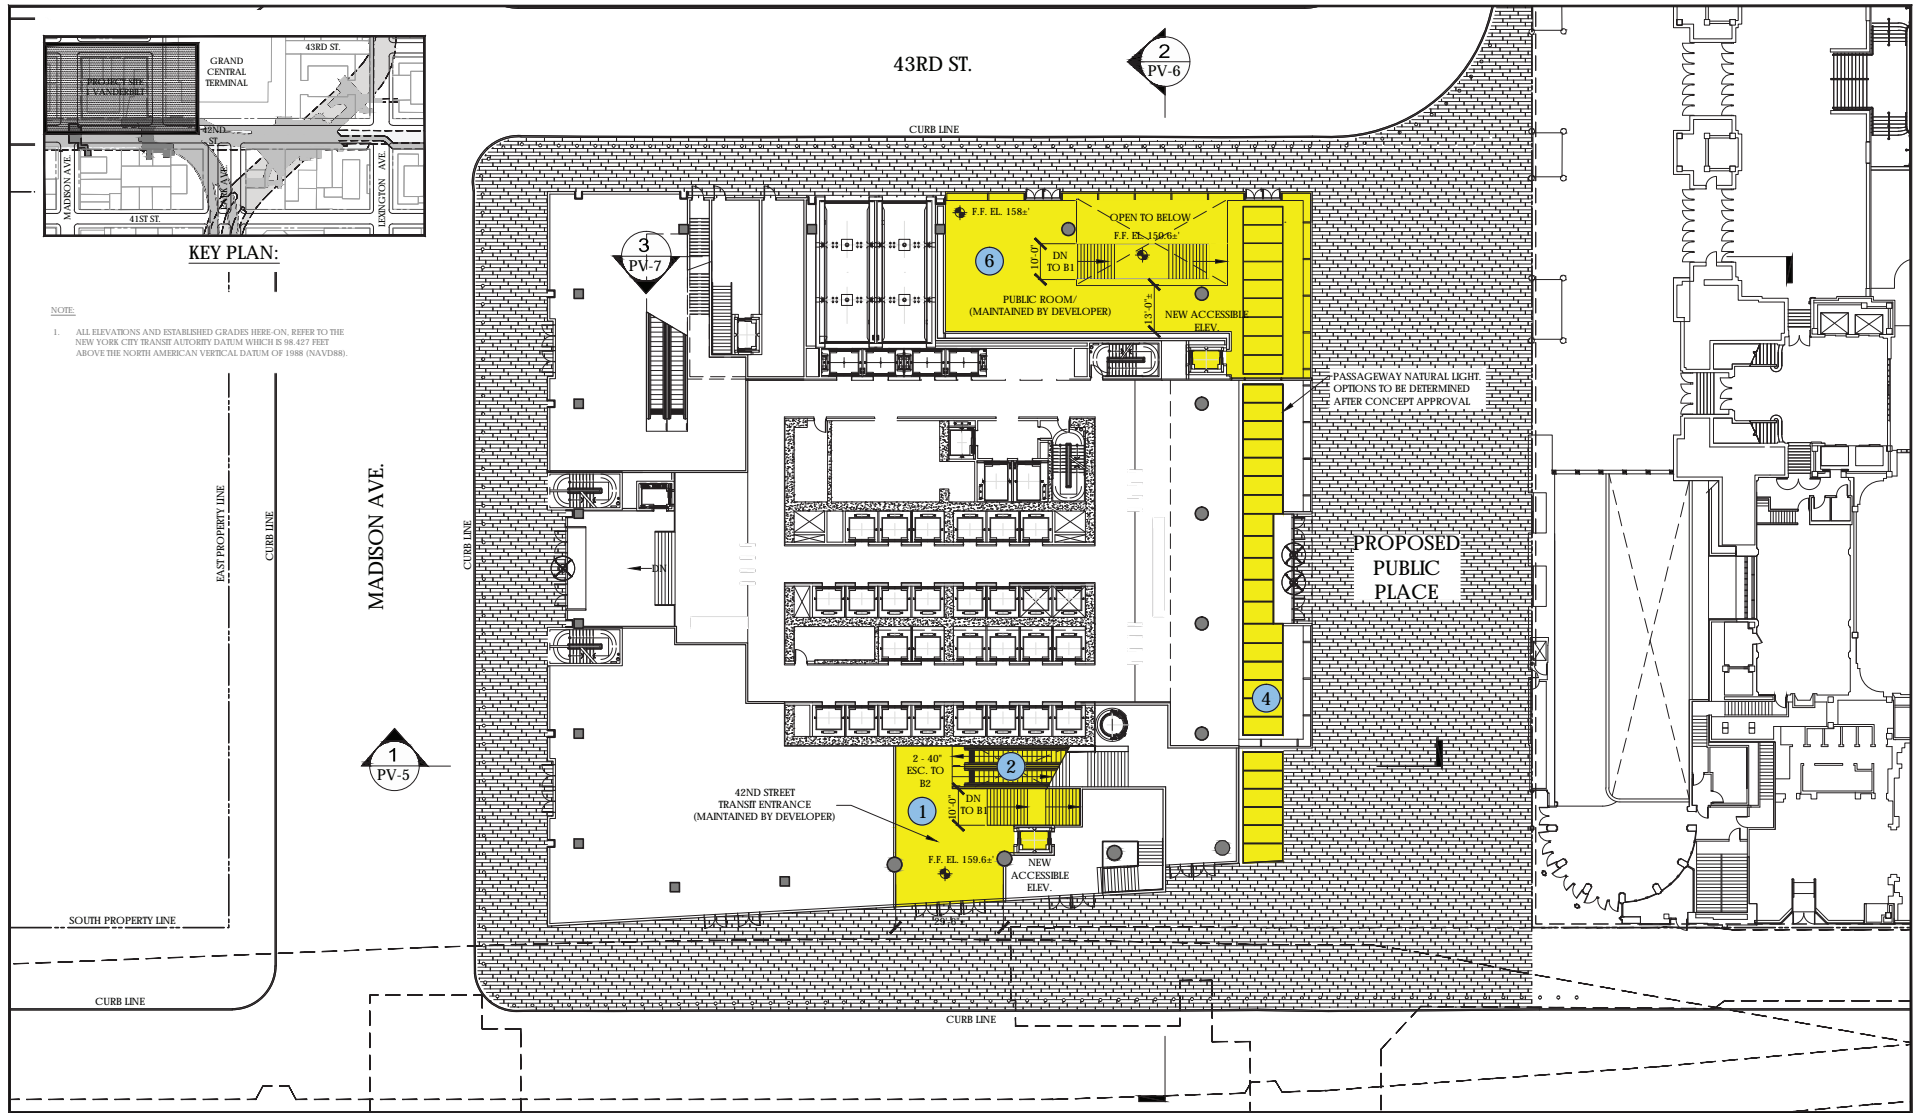 43RD ST.
GRAND
CENTRAL
TERMINAL
PROJECT SITE
1 VANDERBILT
42ND
ST.
MADISON AVE.
PARK AVE.
LEXINGTON AVE.
41ST ST.
KEY PLAN:
NOTE:
1. ALL ELEVATIONS AND ESTABLISHED GRADES HERE-ON, REFER TO THE
NEW YORK CITY TRANSIT AUTORITY DATUM WHICH IS 98.427 FEET
ABOVE THE NORTH AMERICAN VERTICAL DATUM OF 1988 (NAVD88).
43RD ST.
2
PV-6
CURB LINE
3
PV-7
F.F. EL. 158±'
OPEN TO BELOW
F.F. EL. 150.6±'
6
10'-0"
DN
TO B1
PUBLIC ROOM/
(MAINTAINED BY DEVELOPER)
13'-0"±
NEW ACCESSIBLE
ELEV.
PASSAGEWAY NATURAL LIGHT.
OPTIONS TO BE DETERMINED
AFTER CONCEPT APPROVAL
EAST PROPERTY LINE
CURB LINE
MADISON AVE.
CURB LINE
DN
PROPOSED
PUBLIC
PLACE
4
1
PV-5
2 - 40"
ESC. TO
B2
2
42ND STREET
TRANSIT ENTRANCE
(MAINTAINED BY DEVELOPER)
1
10'-0"
DN
TO B1
F.F. EL. 159.6±'
NEW
ACCESSIBLE
ELEV.
SOUTH PROPERTY LINE
CURB LINE
CURB LINE